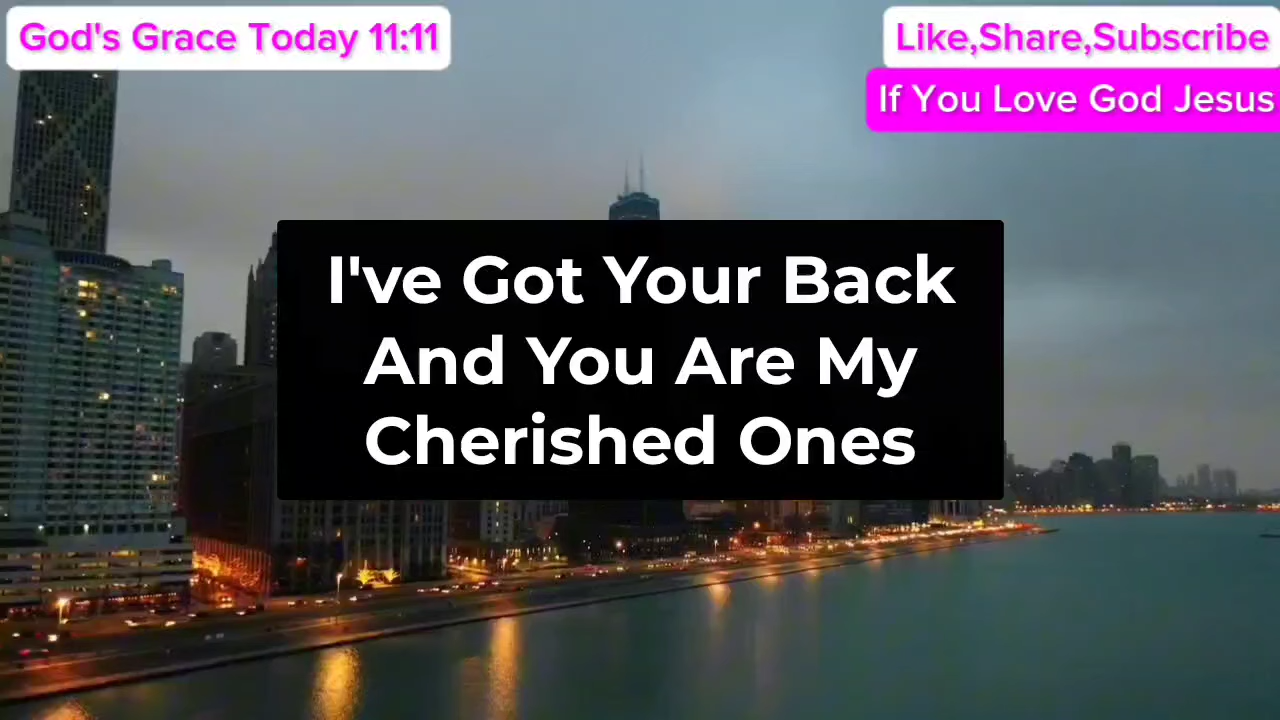 God's Grace Today 11:11
Like,Share,Subscribe
If You Love God Jesus
I've Got Your Back
And You Are My
Cherished Ones